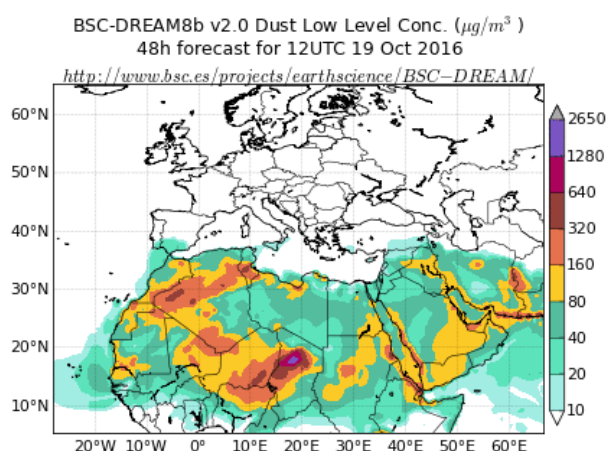 BSC-DREAM8b v2.0 Dust Low Level Conc. (μg/m³ )
48h forecast for 12UTC 19 Oct 2016
http://www.bsc.es/projects/earthscience/BSC−DREAM/
60°N
50°N
40°N
30°N
20°N
10°N
20°W 10°W 0° 10°E 20°E 30°E 40°E 50°E 60°E
2650
1280
640
320
160
80
40
20
10